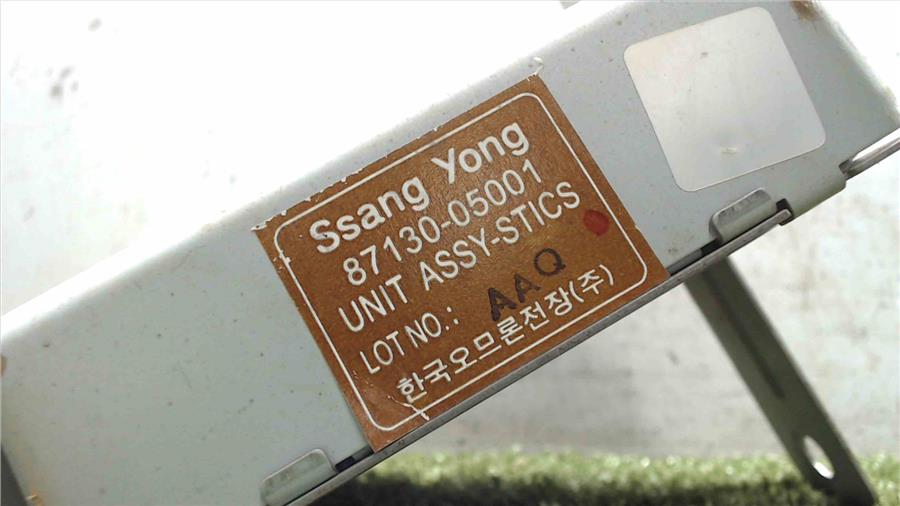 Ssang Yong
87130-05001
UNIT ASSY-STICS
LOT NO.: AAQ
한국오므론전장(주)